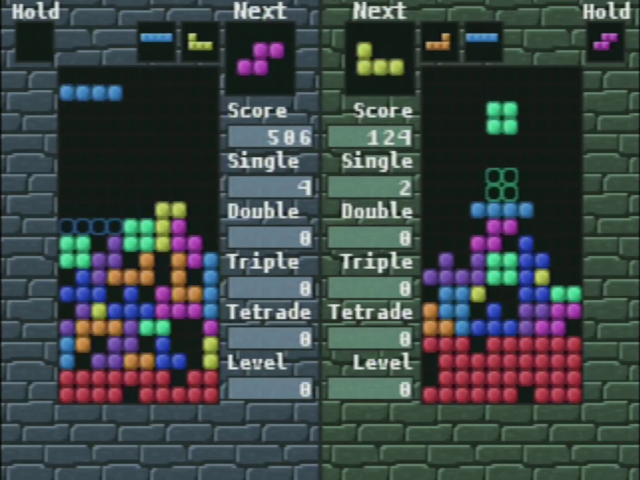 Hold Next Next Hold
Score Score
506 124
Single Single
4 2
Double Double
0 0
Triple Triple
0 0
Tetrade Tetrade
0 0
Level Level
0 0